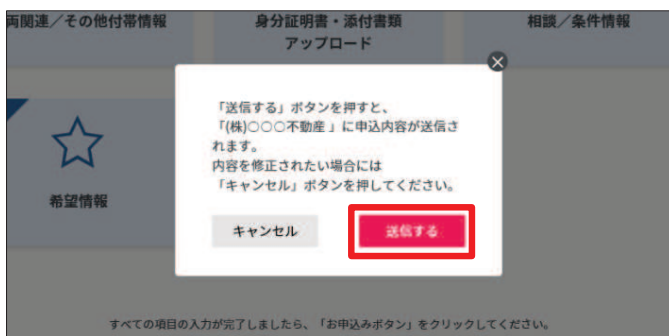 両関連／その他付帯情報
身分証明書・添付書類
アップロード
相談／条件情報
「送信する」ボタンを押すと、
「(株)○○○不動産 」に申込内容が送信さ
れます。
内容を修正されたい場合には
「キャンセル」ボタンを押してください。
希望情報
キャンセル
送信する
すべての項目の入力が完了しましたら、「お申込みボタン」をクリックしてください。